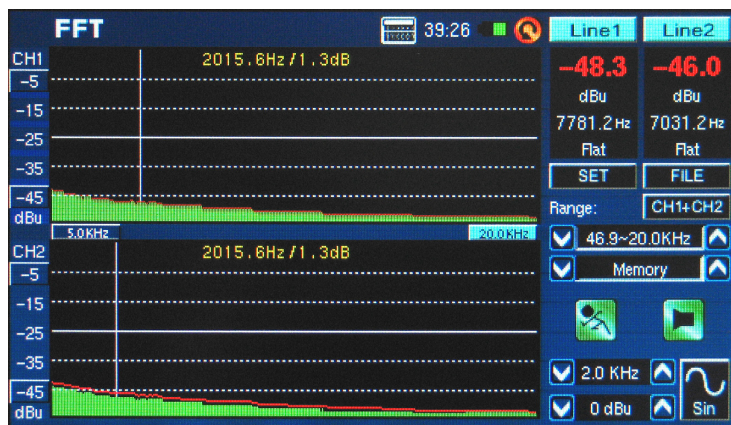 FFT
39:26
Line1 Line2
CH1
2015.6Hz/1.3dB
-5
-15
-25
-35
-45
dBu
5.0KHz 20.0KHz
CH2
2015.6Hz/1.3dB
-5
-15
-25
-35
-45
dBu
-48.3 -46.0
dBu dBu
7781.2Hz 7031.2Hz
Flat Flat
SET FILE
Range: CH1+CH2
46.9~20.0KHz
Memory
2.0 KHz
0 dBu
Sin